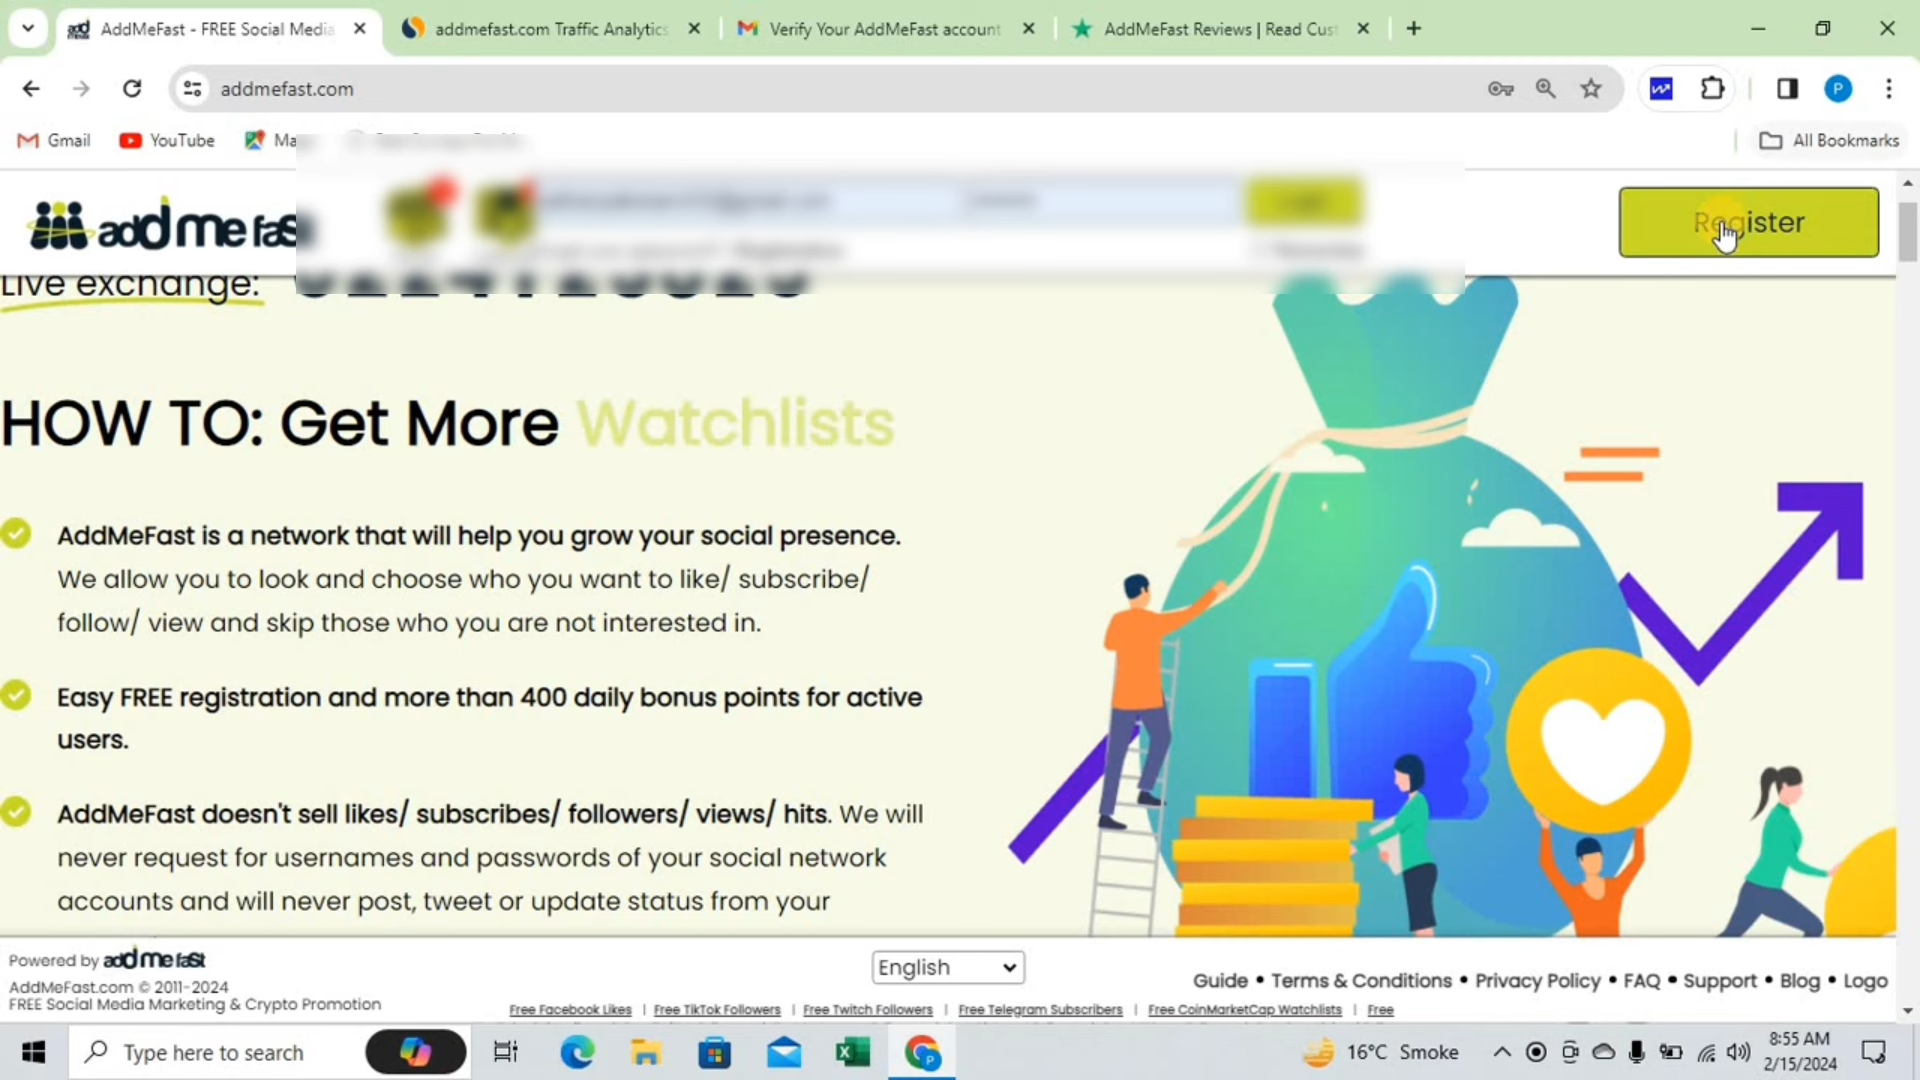 AddMeFast - FREE Social Media
addmefast.com Traffic Analytics
Verify Your AddMeFast account
AddMeFast Reviews | Read Cust
addmefast.com
P
Gmail
YouTube
Ma
All Bookmarks
add me fas
Register
Live exchange:
HOW TO: Get More Watchlists
AddMeFast is a network that will help you grow your social presence.
We allow you to look and choose who you want to like/ subscribe/
follow/ view and skip those who you are not interested in.
Easy FREE registration and more than 400 daily bonus points for active
users.
AddMeFast doesn't sell likes/ subscribes/ followers/ views/ hits. We will
never request for usernames and passwords of your social network
accounts and will never post, tweet or update status from your
Powered by add me fast
AddMeFast.com © 2011-2024
FREE Social Media Marketing & Crypto Promotion
English
Guide • Terms & Conditions • Privacy Policy • FAQ • Support • Blog • Logo
Free Facebook Likes | Free TikTok Followers | Free Twitch Followers | Free Telegram Subscribers | Free CoinMarketCap Watchlists | Free
Type here to search
16°C Smoke
8:55 AM
2/15/2024